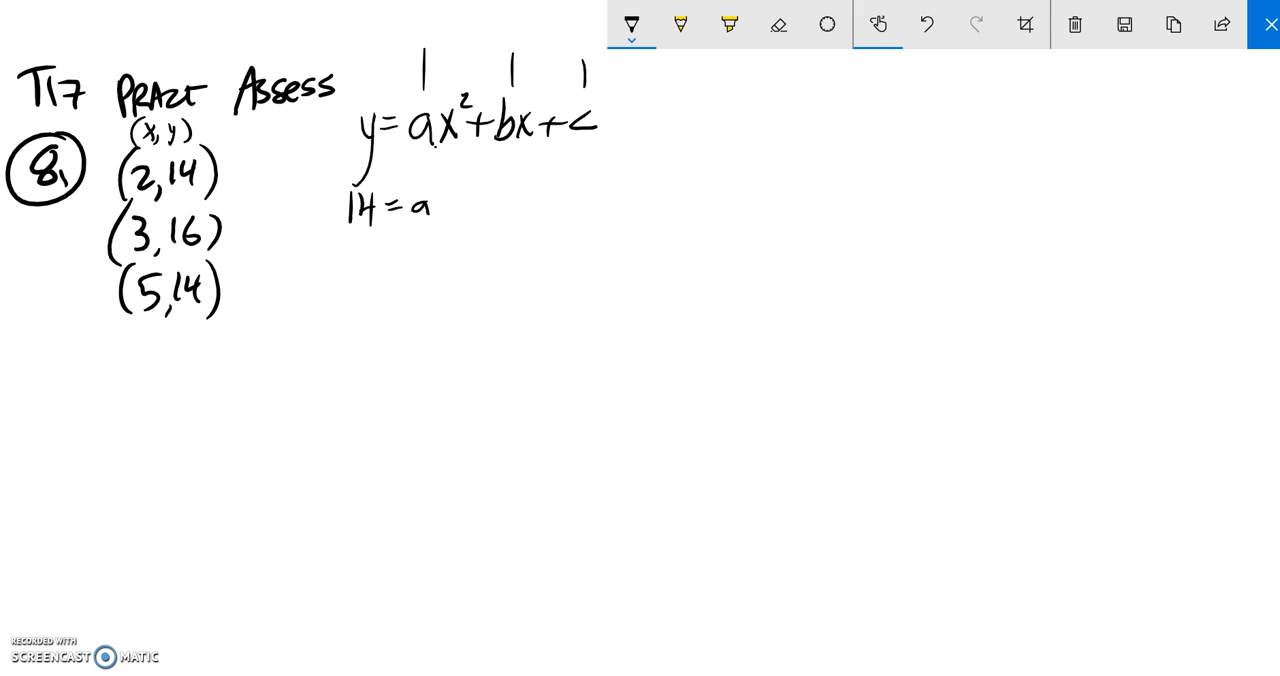 T17 PRACT Assess
8,
(x, y)
(2, 14)
(3, 16)
(5, 14)
| | |
y = ax² + bx + c
14 = a
RECORDED WITH
SCREENCAST MATIC